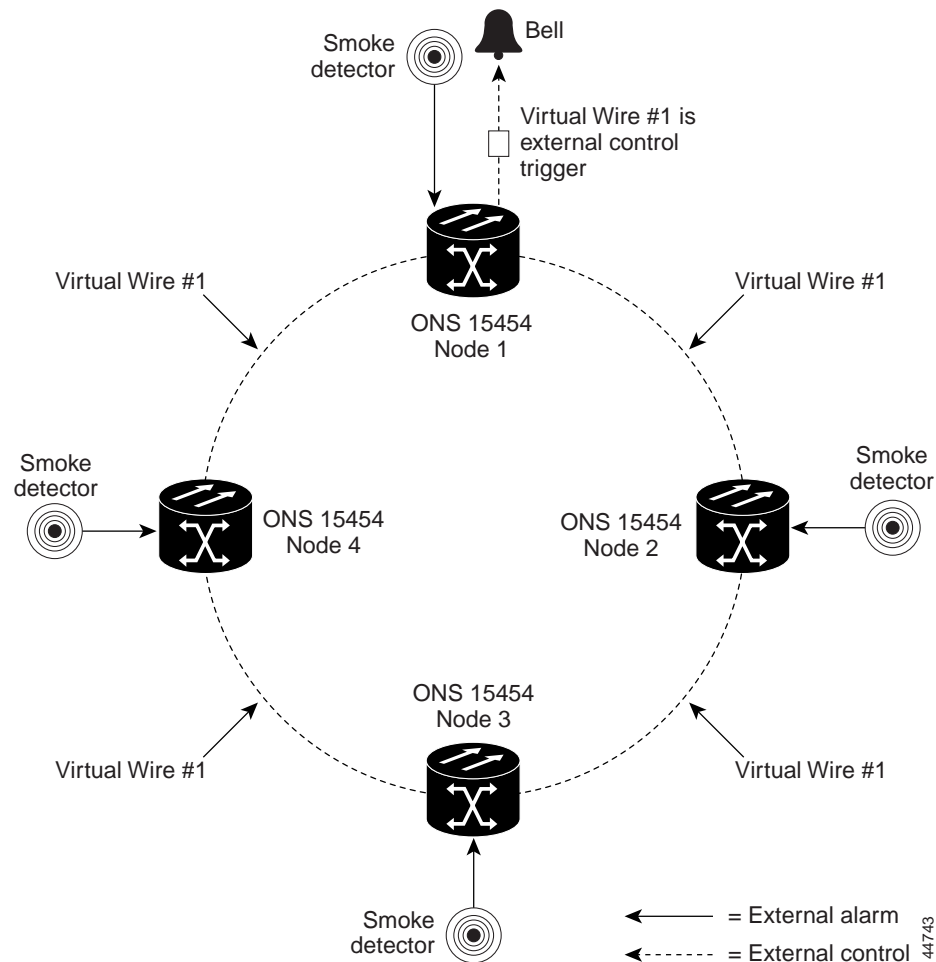 Smoke
detector
Bell
Virtual Wire #1 is
external control
trigger
Virtual Wire #1
Virtual Wire #1
ONS 15454
Node 1
Smoke
detector
ONS 15454
Node 4
ONS 15454
Node 2
Smoke
detector
ONS 15454
Node 3
Virtual Wire #1
Virtual Wire #1
Smoke
detector
= External alarm
= External control
44743